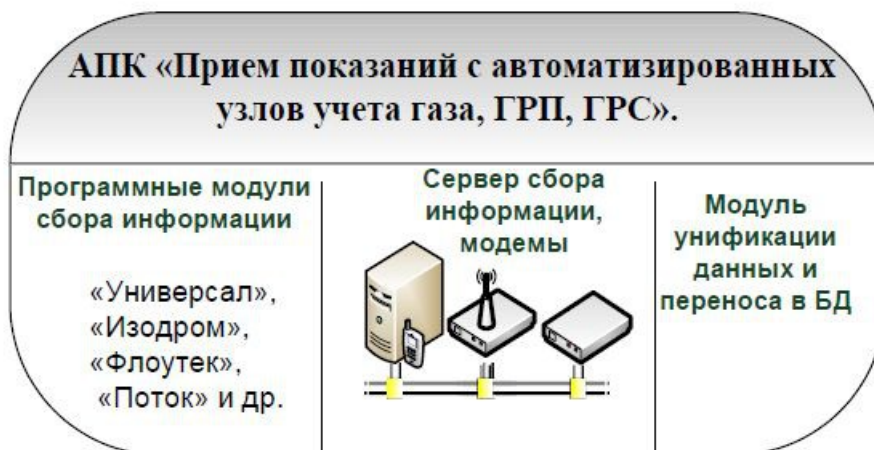 АПК «Прием показаний с автоматизированных
узлов учета газа, ГРП, ГРС».
Программные модули
сбора информации
«Универсал»,
«Изодром»,
«Флоутек»,
«Поток» и др.
Сервер сбора
информации,
модемы
Модуль
унификации
данных и
переноса в БД